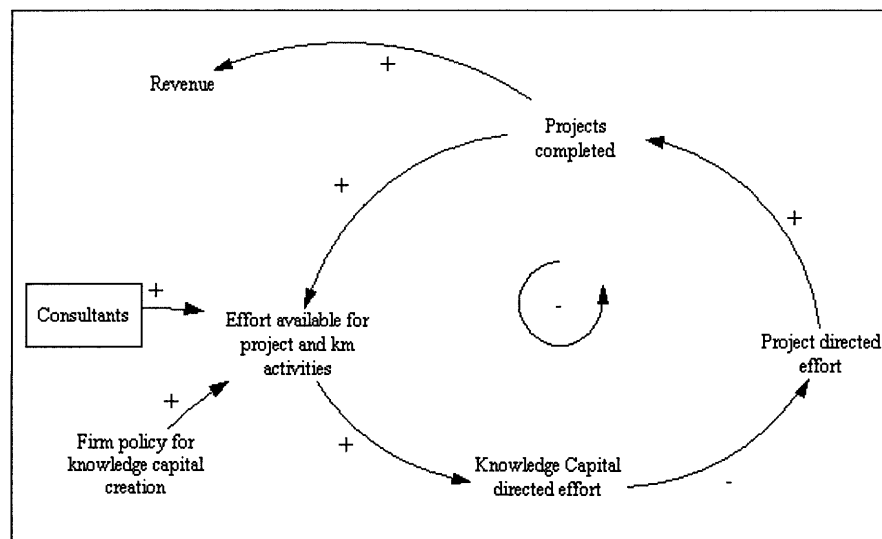 Revenue
+
Projects
completed
+
+
+
Consultants
-
Effort available for
project and km
activities
Project directed
effort
+
Firm policy for
knowledge capital
creation
+
Knowledge Capital
directed effort
-